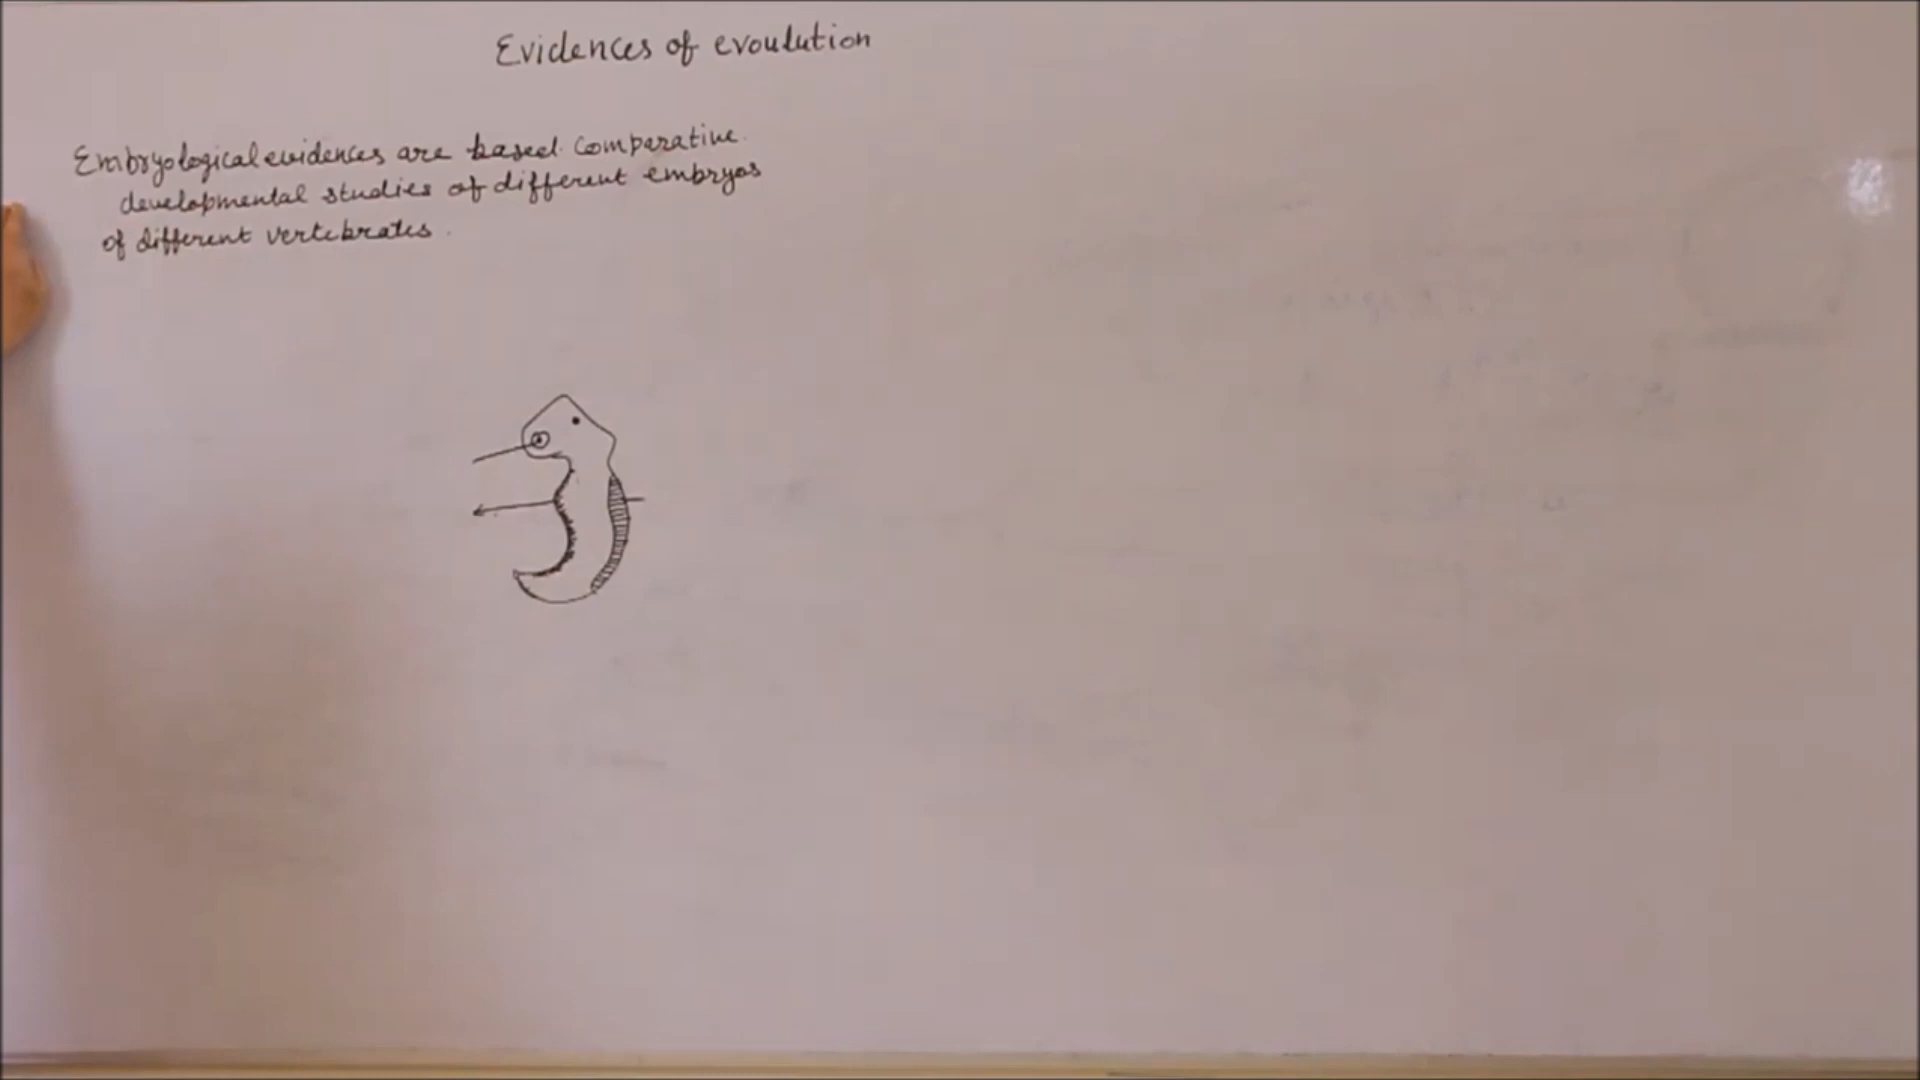 Evidences of evoulution
Embryological evidences are based comparative
developmental studies of different embryos
of different vertebrates.